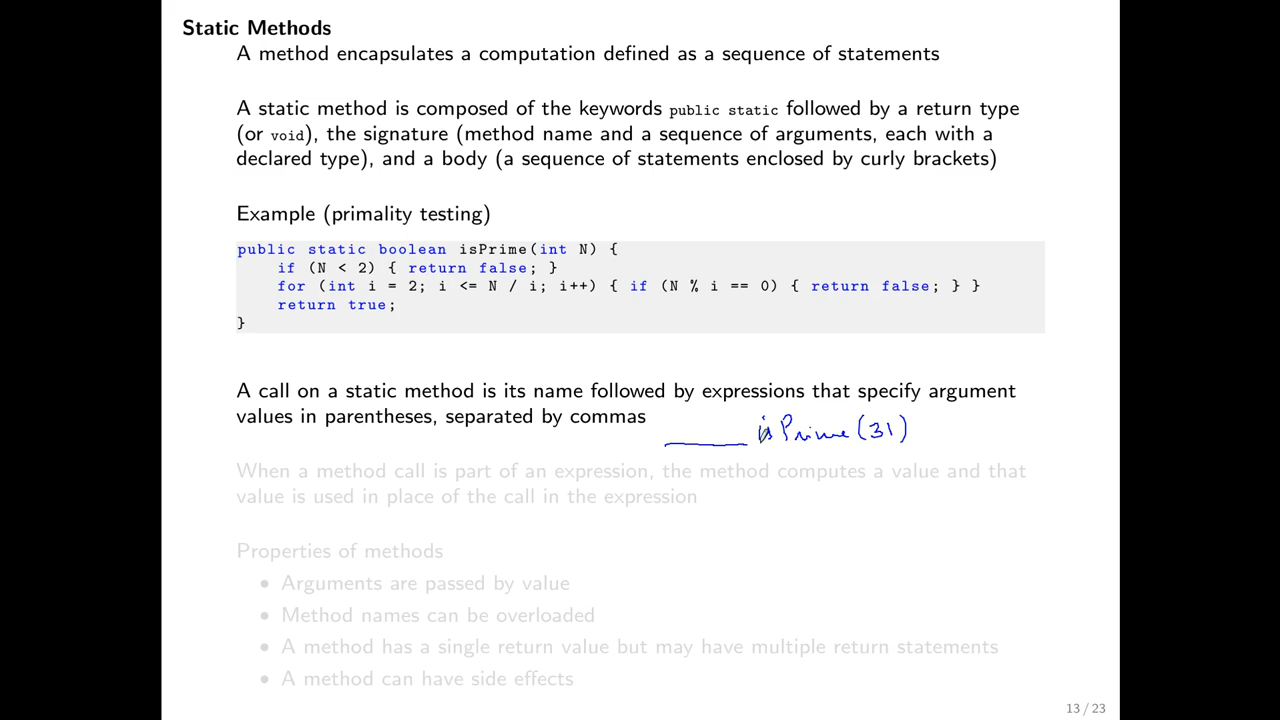 Static Methods
A method encapsulates a computation defined as a sequence of statements
A static method is composed of the keywords public static followed by a return type
(or void), the signature (method name and a sequence of arguments, each with a
declared type), and a body (a sequence of statements enclosed by curly brackets)
Example (primality testing)
public static boolean isPrime(int N) {
    if (N < 2) { return false; }
    for (int i = 2; i <= N / i; i++) { if (N % i == 0) { return false; } }
    return true;
}
A call on a static method is its name followed by expressions that specify argument
values in parentheses, separated by commas
isPrime(31)
When a method call is part of an expression, the method computes a value and that
value is used in place of the call in the expression
Properties of methods
• Arguments are passed by value
• Method names can be overloaded
• A method has a single return value but may have multiple return statements
• A method can have side effects
13 / 23